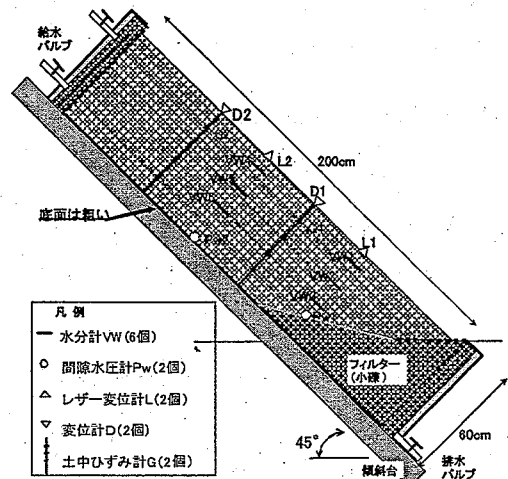 給水
バルブ
D2
L2
200cm
D1
L1
底面は粗い
凡例
水分計VW(6個)
間隙水圧計Pw(2個)
レザー変位計L(2個)
変位計D(2個)
土中ひずみ計G(2個)
フィルター
(小礫)
45°
60cm
傾斜台
排水
バルブ